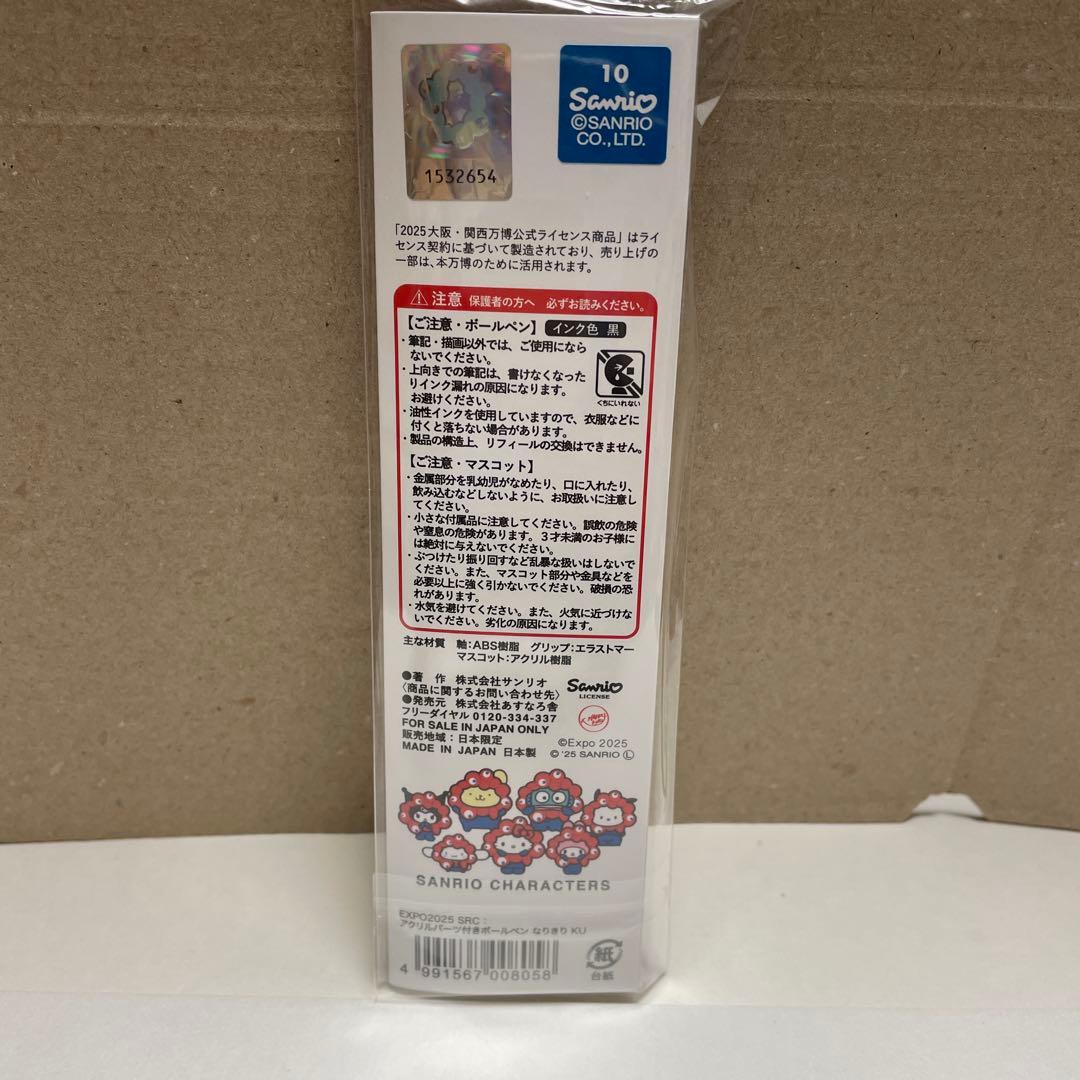 1532654
10
Sanrio
©SANRIO
CO.,LTD.
「2025大阪・関西万博公式ライセンス商品」はライ
センス契約に基づいて製造されており、売り上げの
一部は、本万博のために活用されます。
注意 保護者の方へ 必ずお読みください。
【ご注意・ボールペン】 インク色 黒
・筆記・描画以外では、ご使用になら
ないでください。
・上向きでの筆記は、書けなくなった
りインク漏れの原因になります。
お避けください。
くちにいれない
・油性インクを使用していますので、衣服などに
付くと落ちない場合があります。
・製品の構造上、リフィールの交換はできません。
【ご注意・マスコット】
・金属部分を乳幼児がなめたり、口に入れたり、
飲み込むなどしないように、お取扱いに注意し
てください。
・小さな付属品に注意してください。誤飲の危険
や窒息の危険があります。3才未満のお子様に
は絶対に与えないでください。
・ぶつけたり振り回すなど乱暴な扱いはしないで
ください。また、マスコット部分や金具などを
必要以上に強く引かないでください。破損の恐
れがあります。
・水気を避けてください。また、火気に近づけな
いでください。劣化の原因になります。
主な材質 軸:ABS樹脂 グリップ:エラストマー
マスコット:アクリル樹脂
●著 作 株式会社サンリオ
〈商品に関するお問い合わせ先〉
●発売元 株式会社あすなろ舎
フリーダイヤル 0120-334-337
FOR SALE IN JAPAN ONLY
販売地域:日本限定
MADE IN JAPAN 日本製
Sanrio
LICENSE
©Expo 2025
© '25 SANRIO Ⓛ
SANRIO CHARACTERS
EXPO2025 SRC:
アクリルパーツ付きボールペン なりきり KU
4 991567 008058
紙
台紙